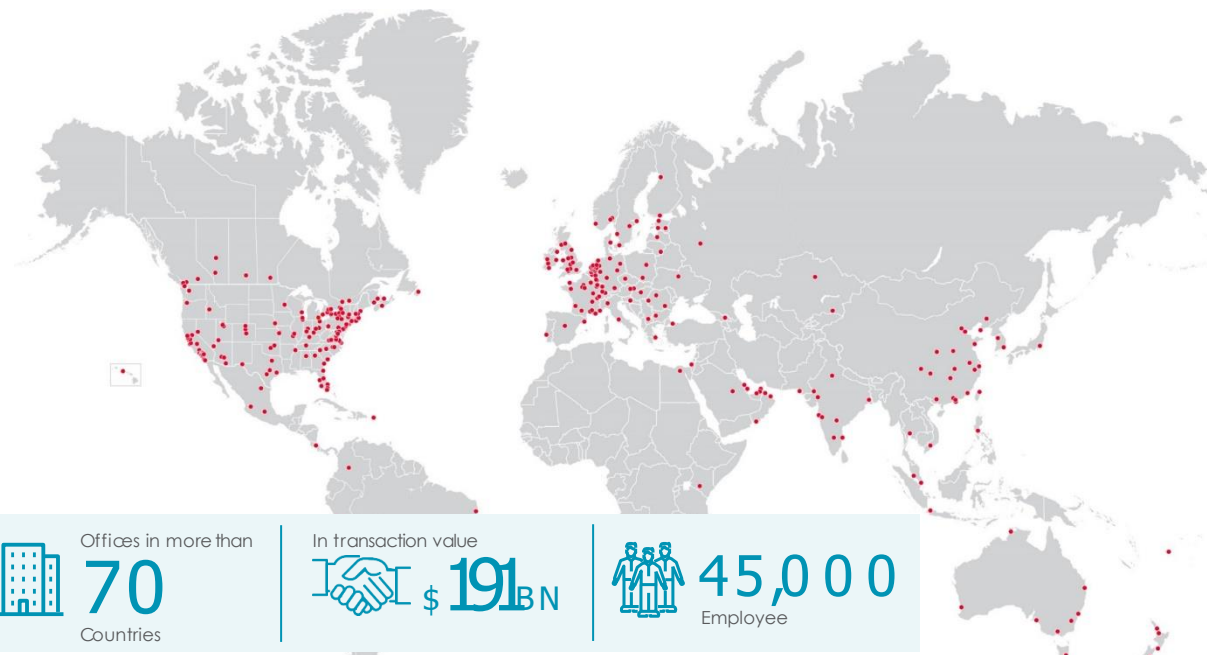 Offices in more than
70
Countries
In transaction value
$ 191 BN
45,000
Employee